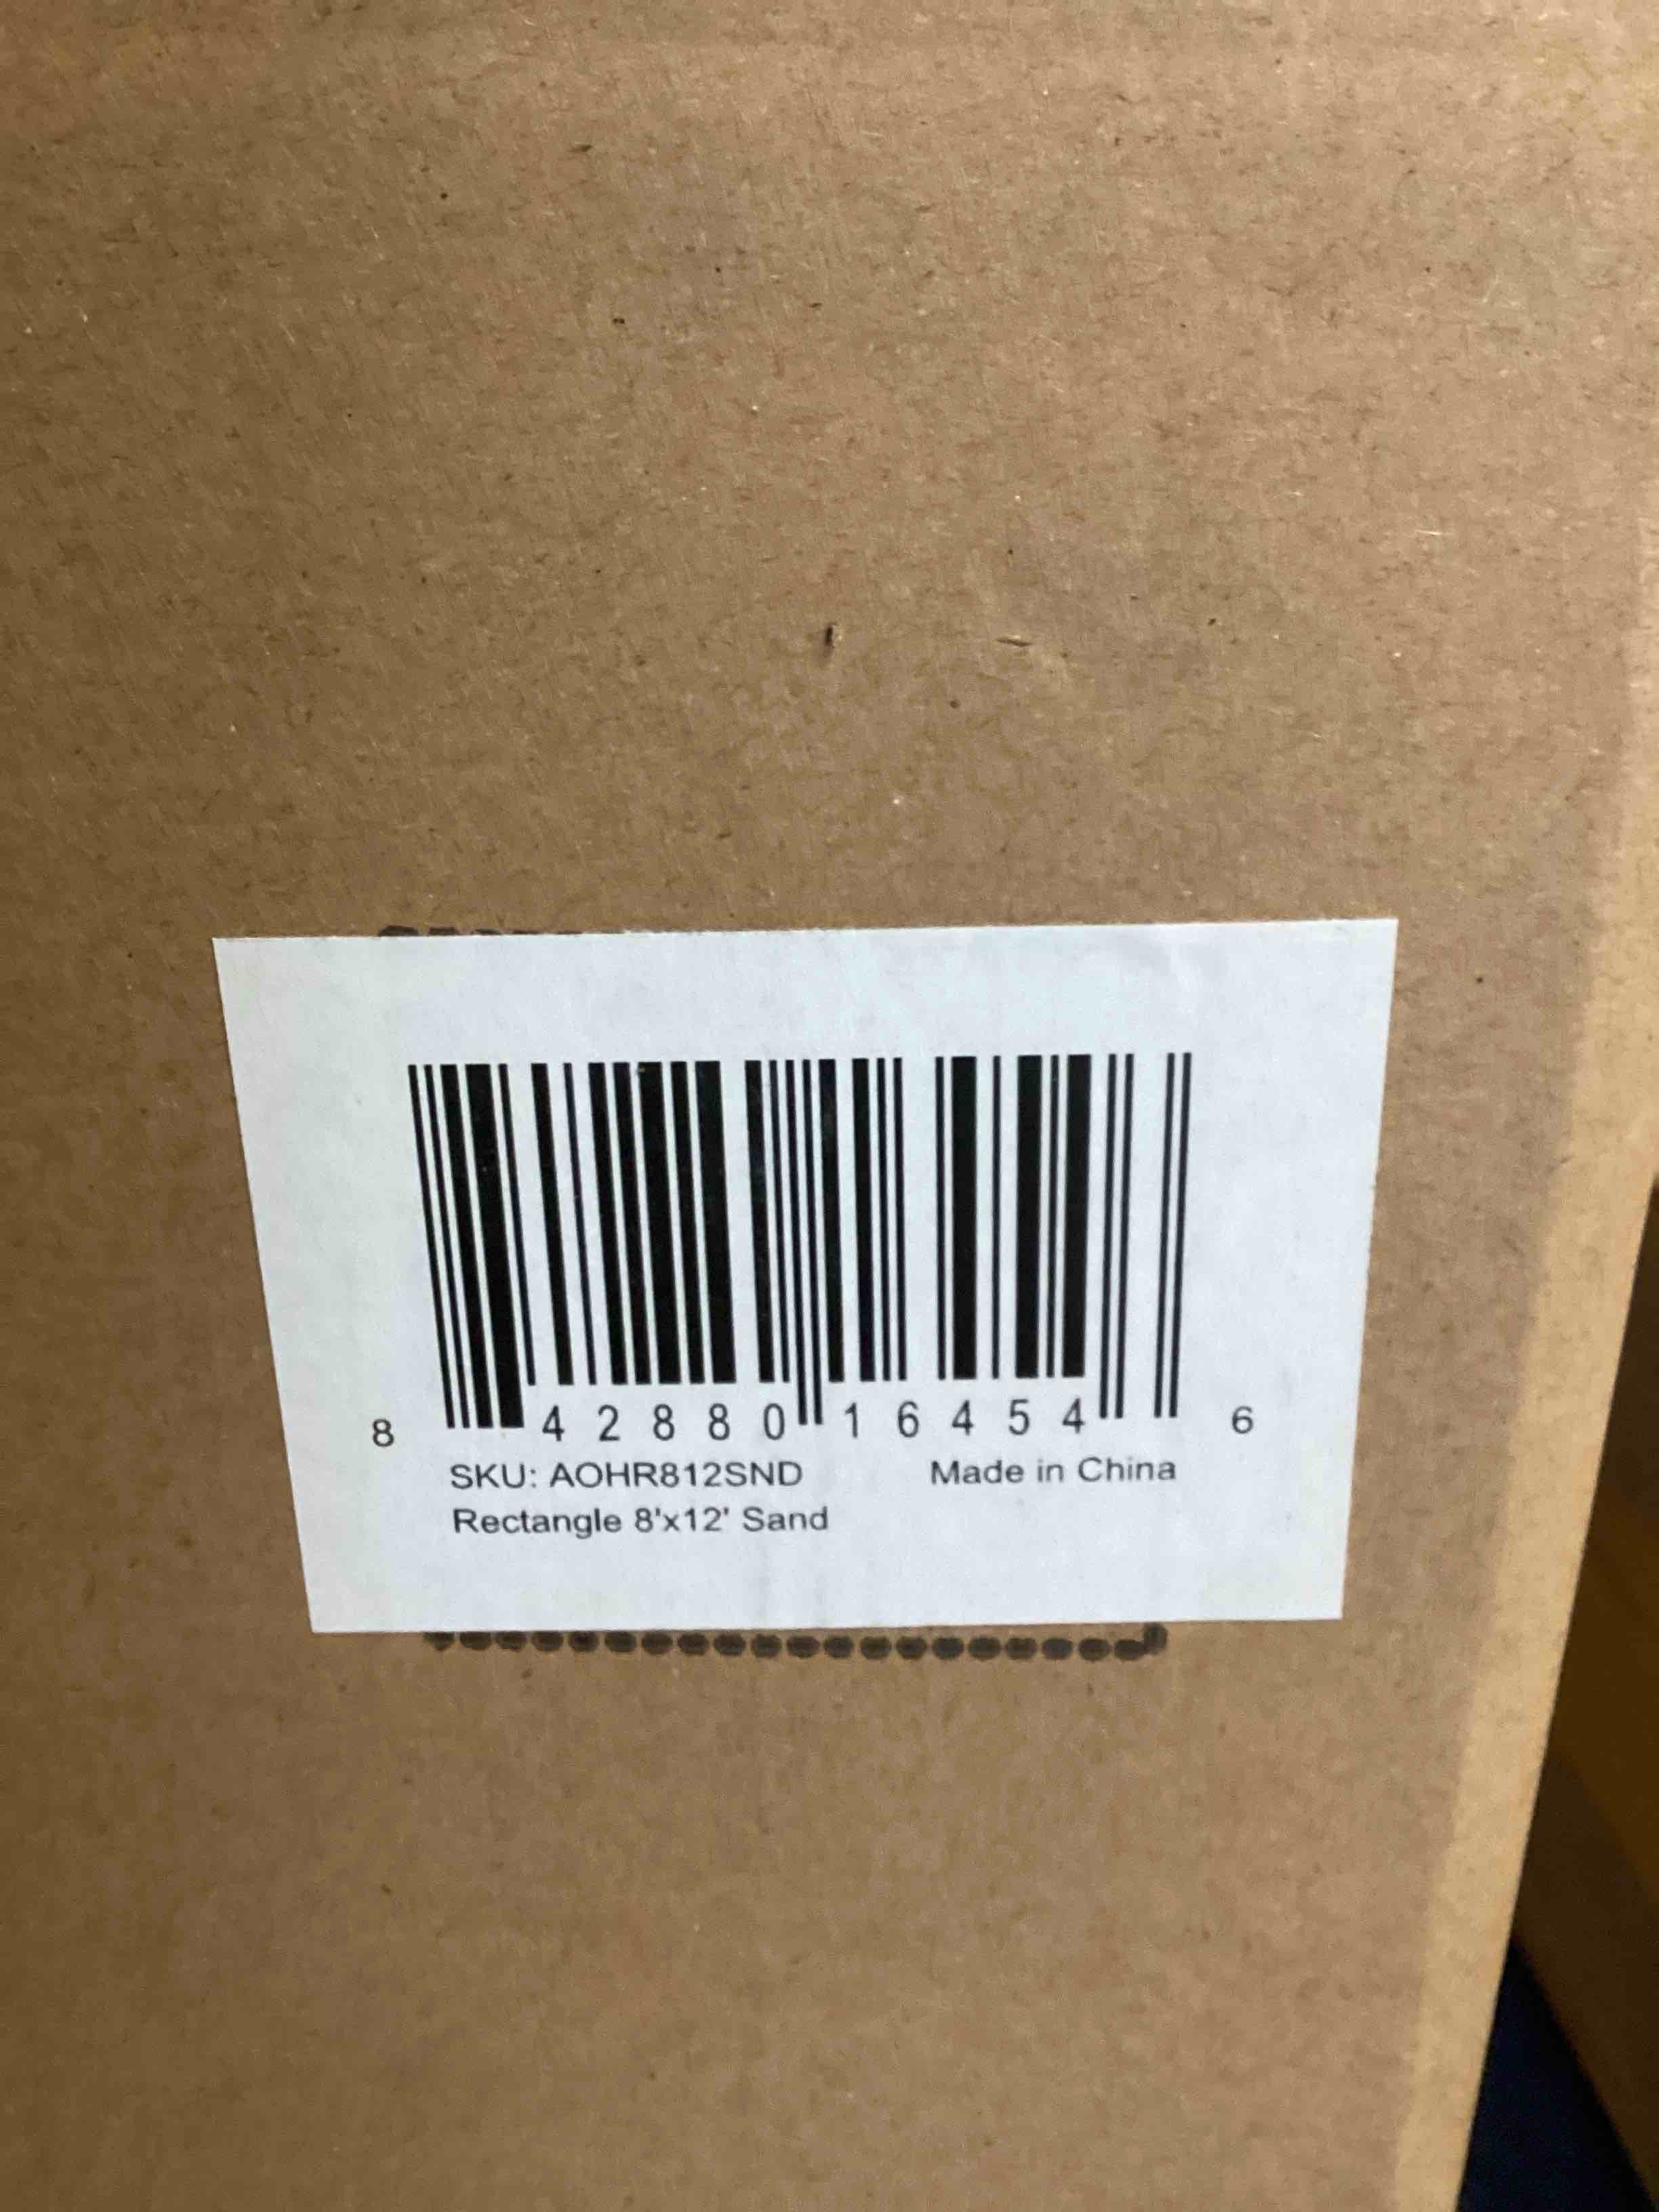 8 42880 16454 6
SKU: AOHR812SND Made in China
Rectangle 8'x12' Sand